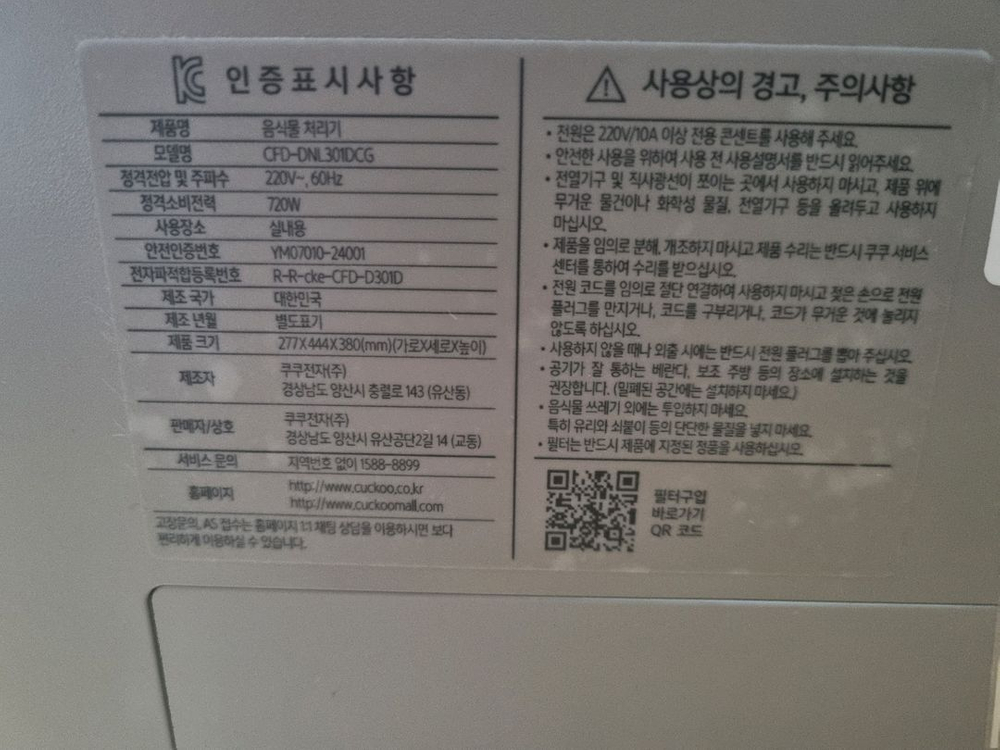 KC 인증표시사항
제품명 음식물 처리기
모델명 CFD-DNL301DCG
정격전압 및 주파수 220V~, 60Hz
정격소비전력 720W
사용장소 실내용
안전인증번호 YM07010-24001
전자파적합등록번호 R-R-cke-CFD-D301D
제조 국가 대한민국
제조 년월 별도표기
제품 크기 277X444X380(mm)(가로X세로X높이)
제조자 쿠쿠전자(주)
경상남도 양산시 충렬로 143 (유산동)
판매자/상호 쿠쿠전자(주)
경상남도 양산시 유산공단2길 14 (교동)
서비스 문의 지역번호 없이 1588-8899
홈페이지 http://www.cuckoo.co.kr
http://www.cuckoomall.com
고장문의, AS 접수는 홈페이지 1:1 채팅 상담을 이용하시면 보다
편리하게 이용하실 수 있습니다.
사용상의 경고, 주의사항
• 전원은 220V/10A 이상 전용 콘센트를 사용해 주세요.
• 안전한 사용을 위하여 사용 전 사용설명서를 반드시 읽어주세요.
• 전열기구 및 직사광선이 쪼이는 곳에서 사용하지 마시고, 제품 위에
무거운 물건이나 화학성 물질, 전열기구 등을 올려두고 사용하지
마십시오.
• 제품을 임의로 분해, 개조하지 마시고 제품 수리는 반드시 쿠쿠 서비스
센터를 통하여 수리를 받으십시오.
• 전원 코드를 임의로 절단 연결하여 사용하지 마시고 젖은 손으로 전원
플러그를 만지거나, 코드를 구부리거나, 코드가 무거운 것에 눌리지
않도록 하십시오.
• 사용하지 않을 때나 외출 시에는 반드시 전원 플러그를 뽑아 주십시오.
• 공기가 잘 통하는 베란다, 보조 주방 등의 장소에 설치하는 것을
권장합니다. (밀폐된 공간에는 설치하지 마세요.)
• 음식물 쓰레기 외에는 투입하지 마세요.
특히 유리와 쇠붙이 등의 단단한 물질을 넣지 마세요.
• 필터는 반드시 제품에 지정된 정품을 사용하십시오.
필터구입
바로가기
QR 코드